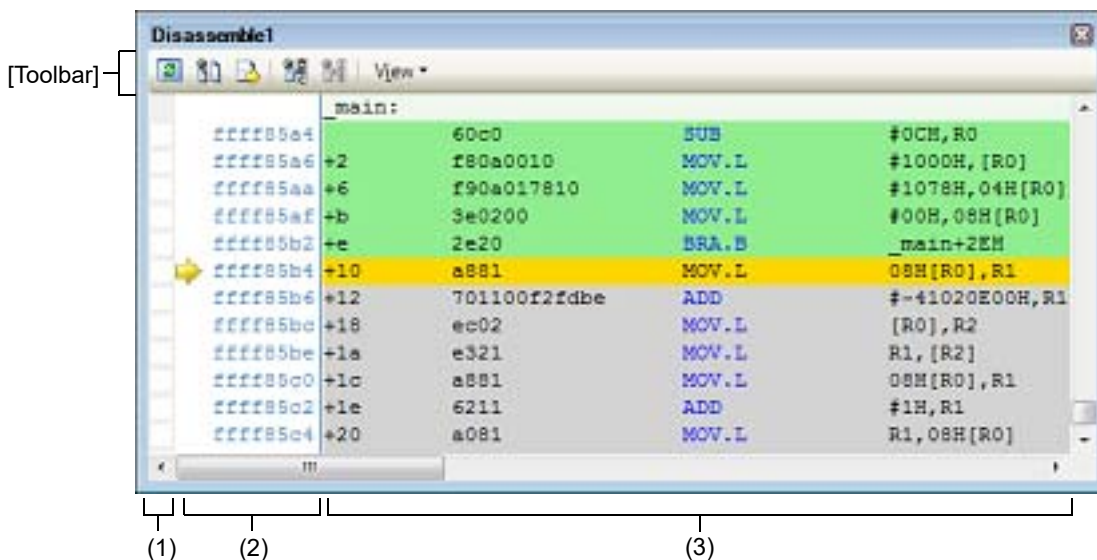 Disassemble1
[Toolbar]
View
_main:
ffff85a4 60c0 SUB #0CH,R0
ffff85a6 +2 f80a0010 MOV.L #1000H,[R0]
ffff85aa +6 f90a017810 MOV.L #1078H,04H[R0]
ffff85af +b 3e0200 MOV.L #00H,08H[R0]
ffff85b2 +e 2e20 BRA.B _main+2EH
ffff85b4 +10 a881 MOV.L 08H[R0],R1
ffff85b6 +12 701100f2fdbe ADD #-41020E00H,R1
ffff85bc +18 ec02 MOV.L [R0],R2
ffff85be +1a e321 MOV.L R1,[R2]
ffff85c0 +1c a881 MOV.L 08H[R0],R1
ffff85c2 +1e 6211 ADD #1H,R1
ffff85c4 +20 a081 MOV.L R1,08H[R0]
(1) (2) (3)